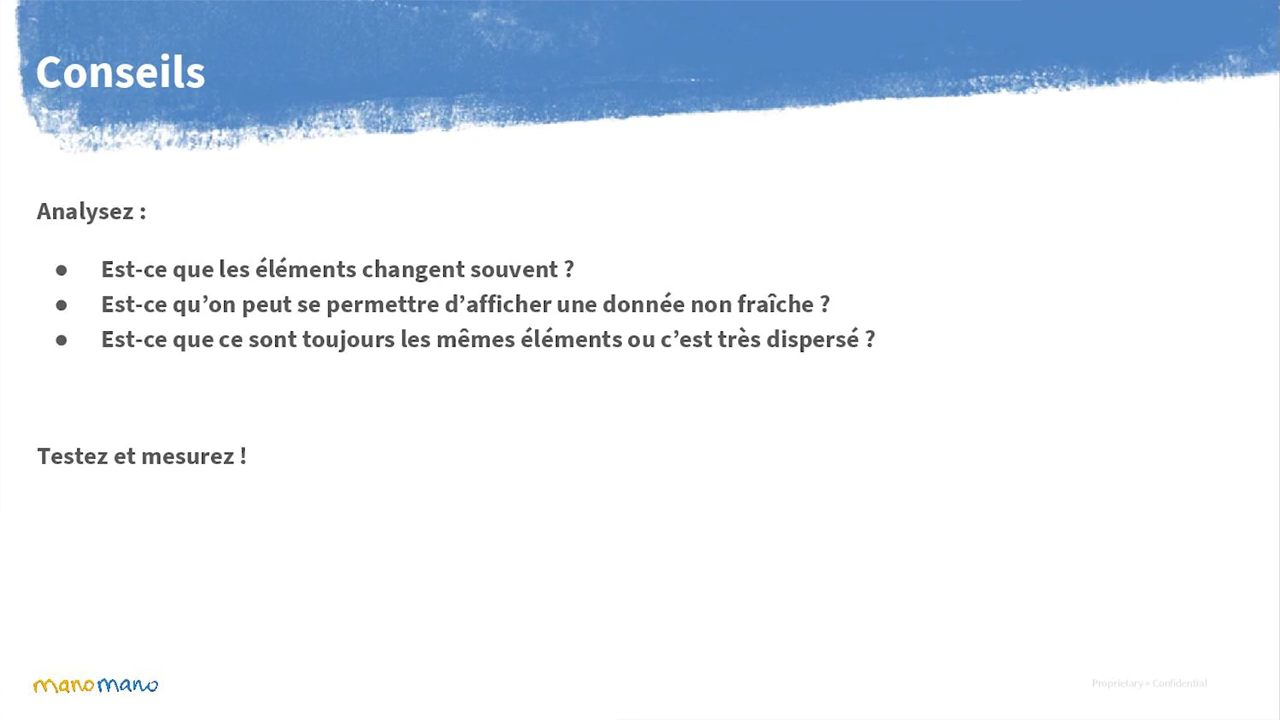 Conseils
Analysez :
● Est-ce que les éléments changent souvent ?
● Est-ce qu’on peut se permettre d’afficher une donnée non fraîche ?
● Est-ce que ce sont toujours les mêmes éléments ou c’est très dispersé ?
Testez et mesurez !
manomano
Proprietary + Confidential